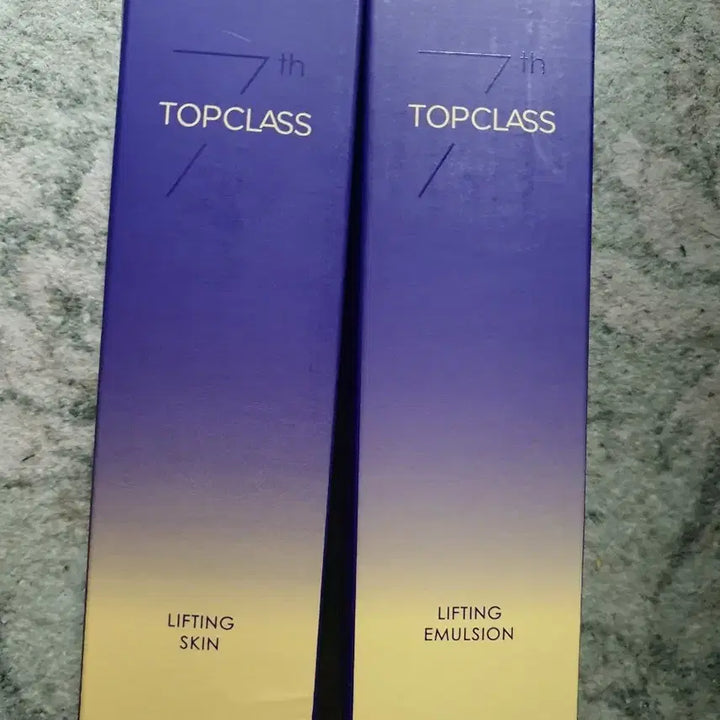 7th
TOPCLASS
LIFTING
SKIN
7th
TOPCLASS
LIFTING
EMULSION